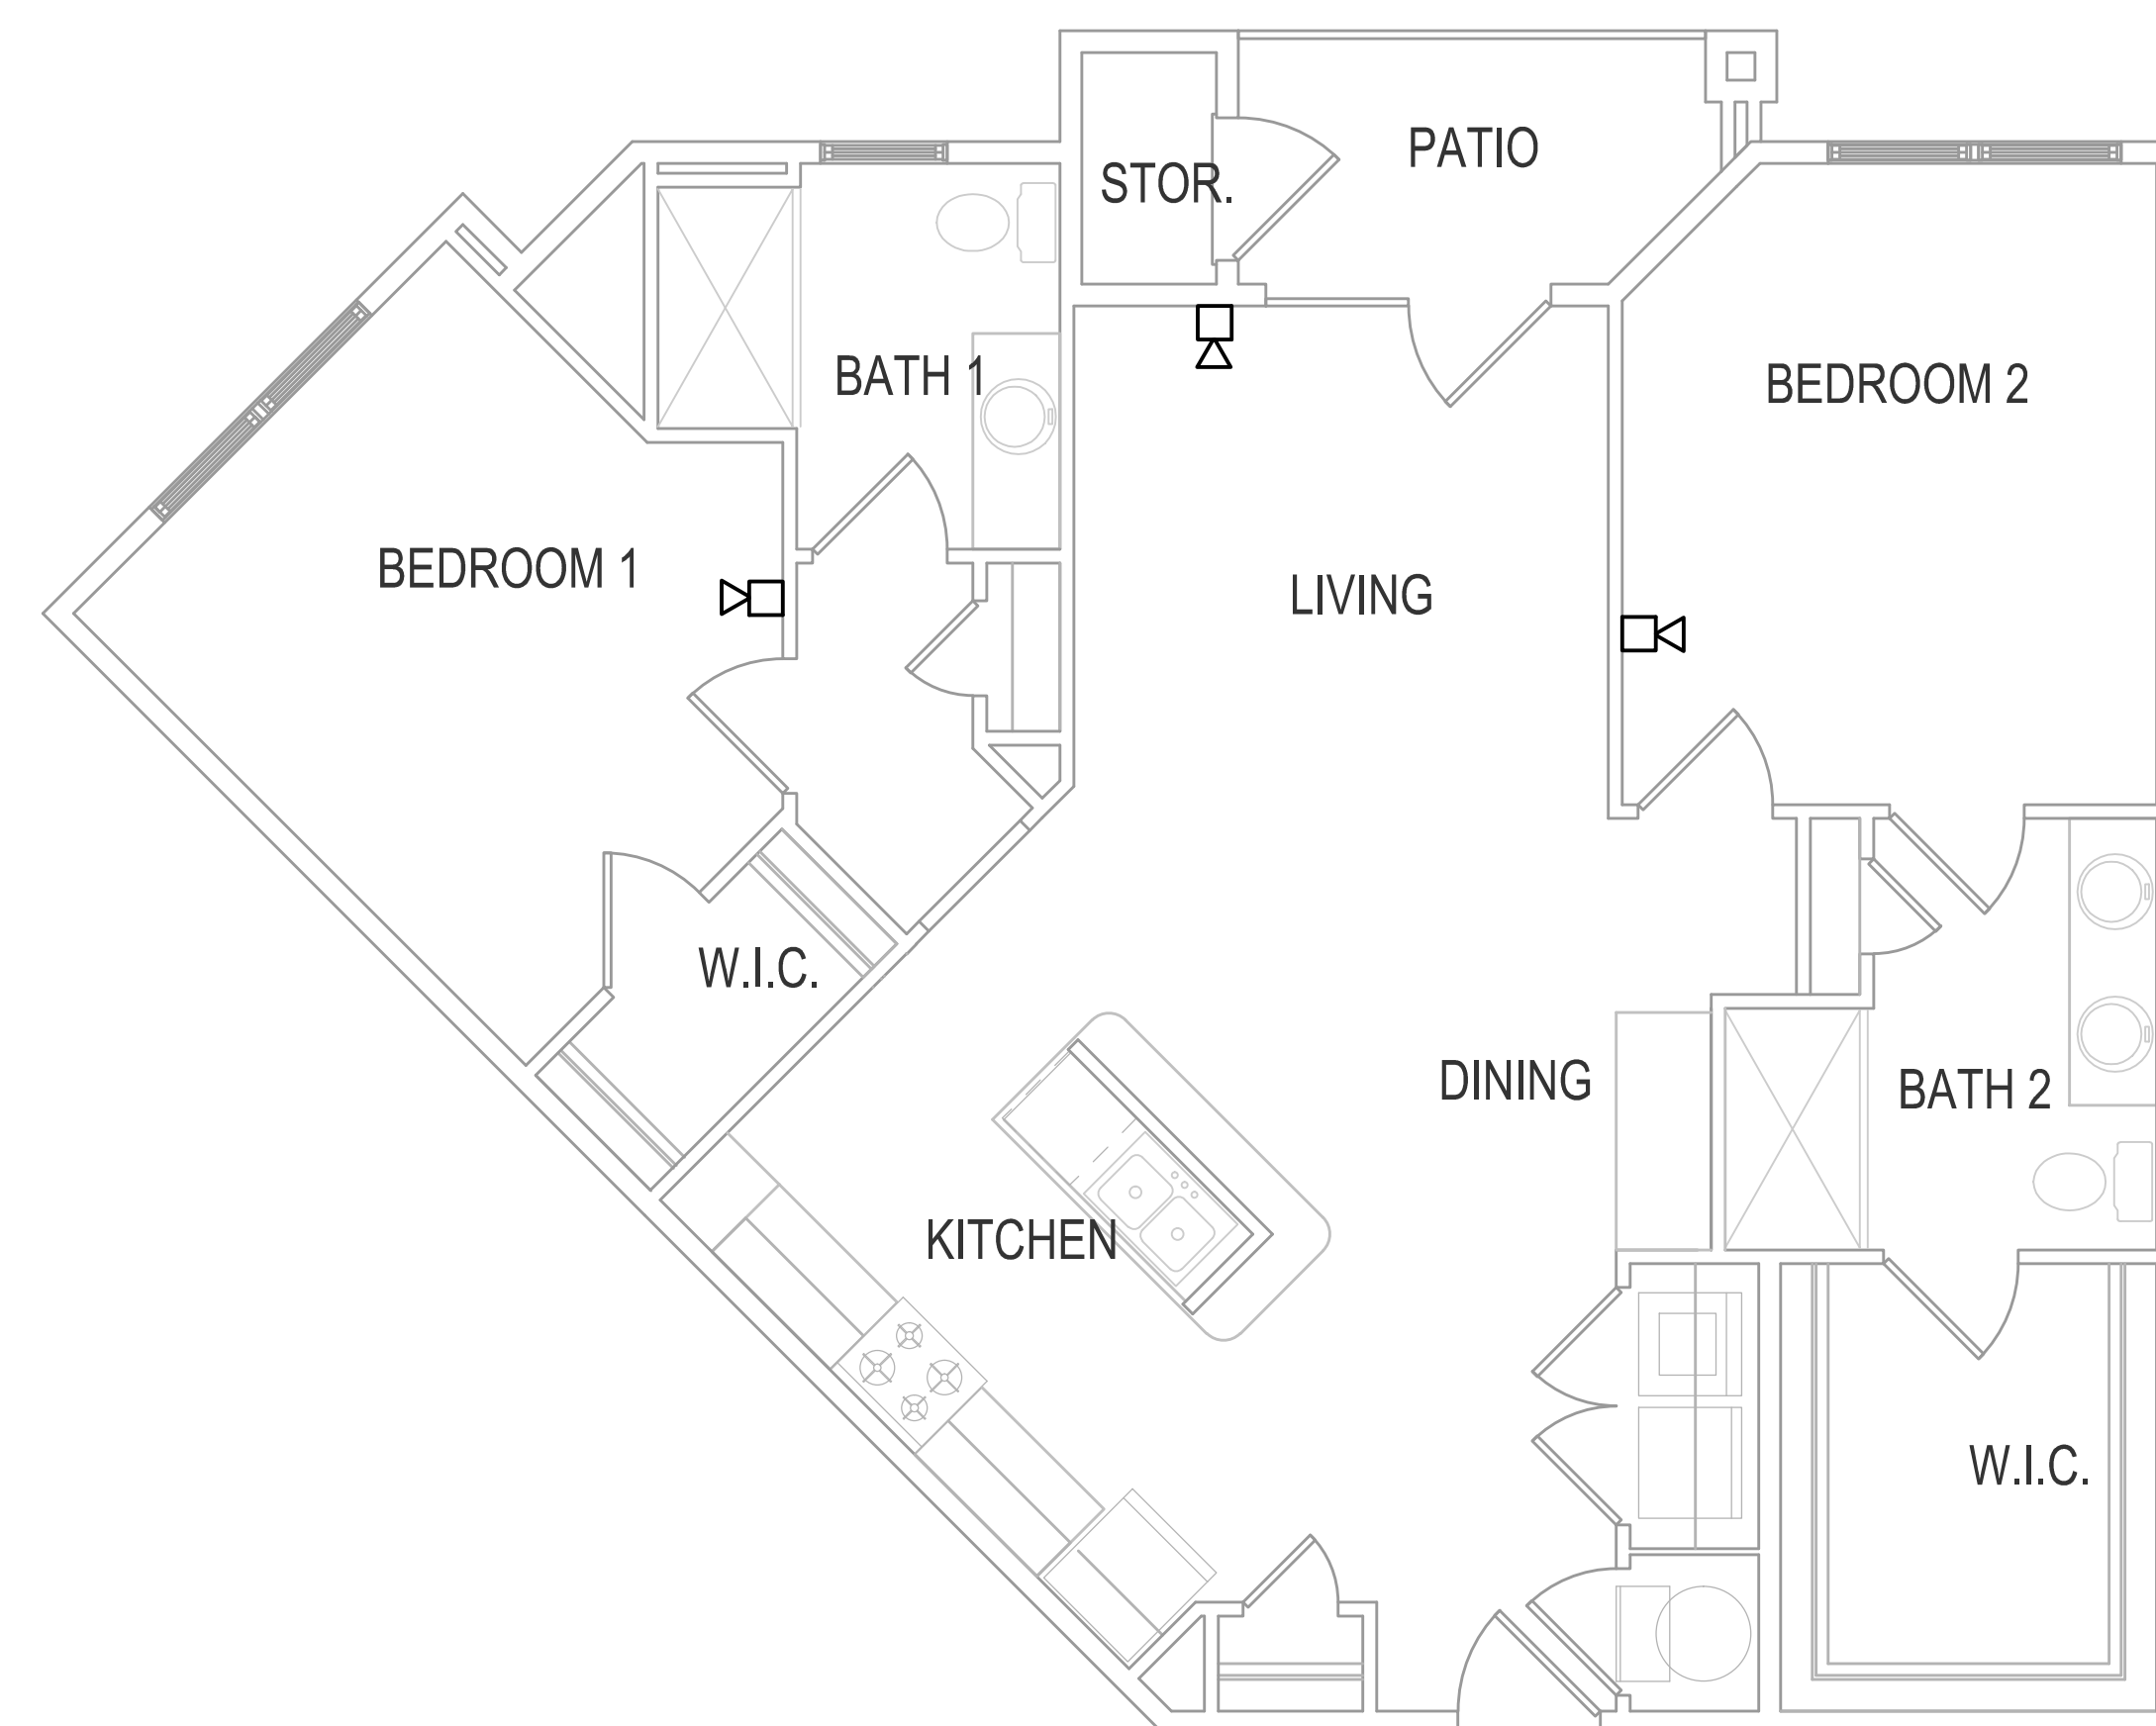 PATIO
STOR.
BATH 1
BEDROOM 2
BEDROOM 1
LIVING
W.I.C.
DINING
BATH 2
KITCHEN
W.I.C.